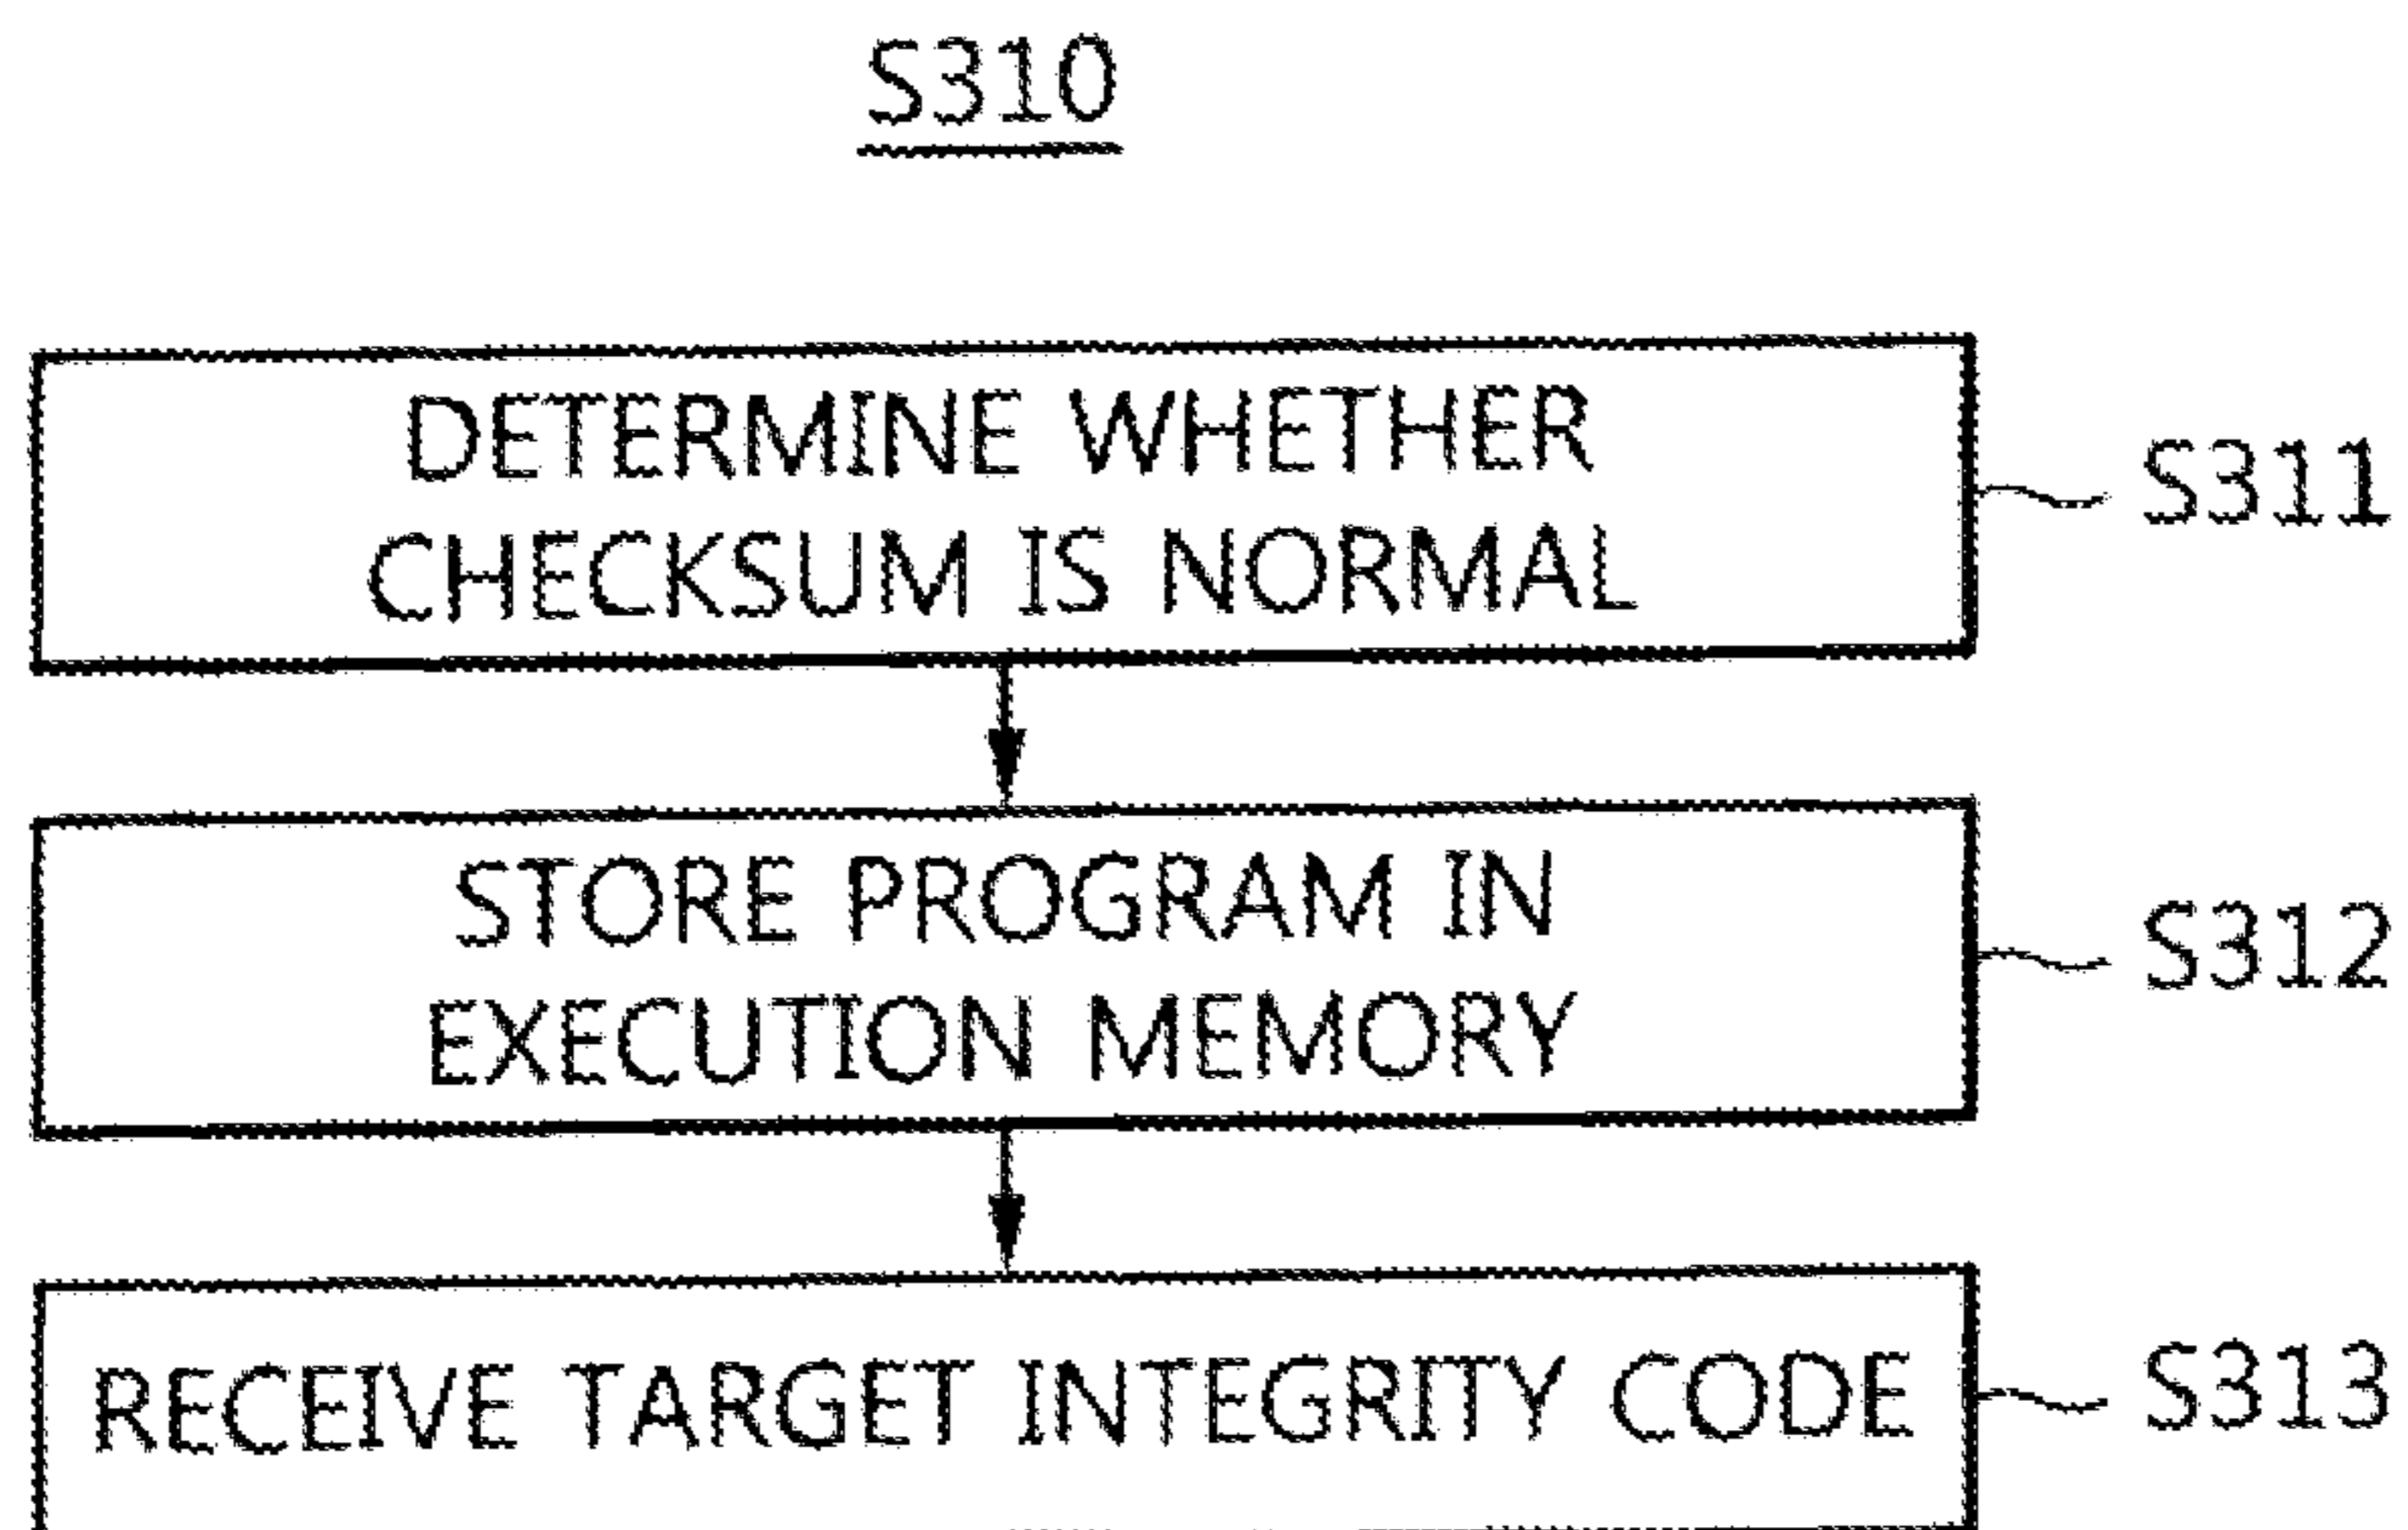 S310
DETERMINE WHETHER
CHECKSUM IS NORMAL
S311
STORE PROGRAM IN
EXECUTION MEMORY
S312
RECEIVE TARGET INTEGRITY CODE
S313